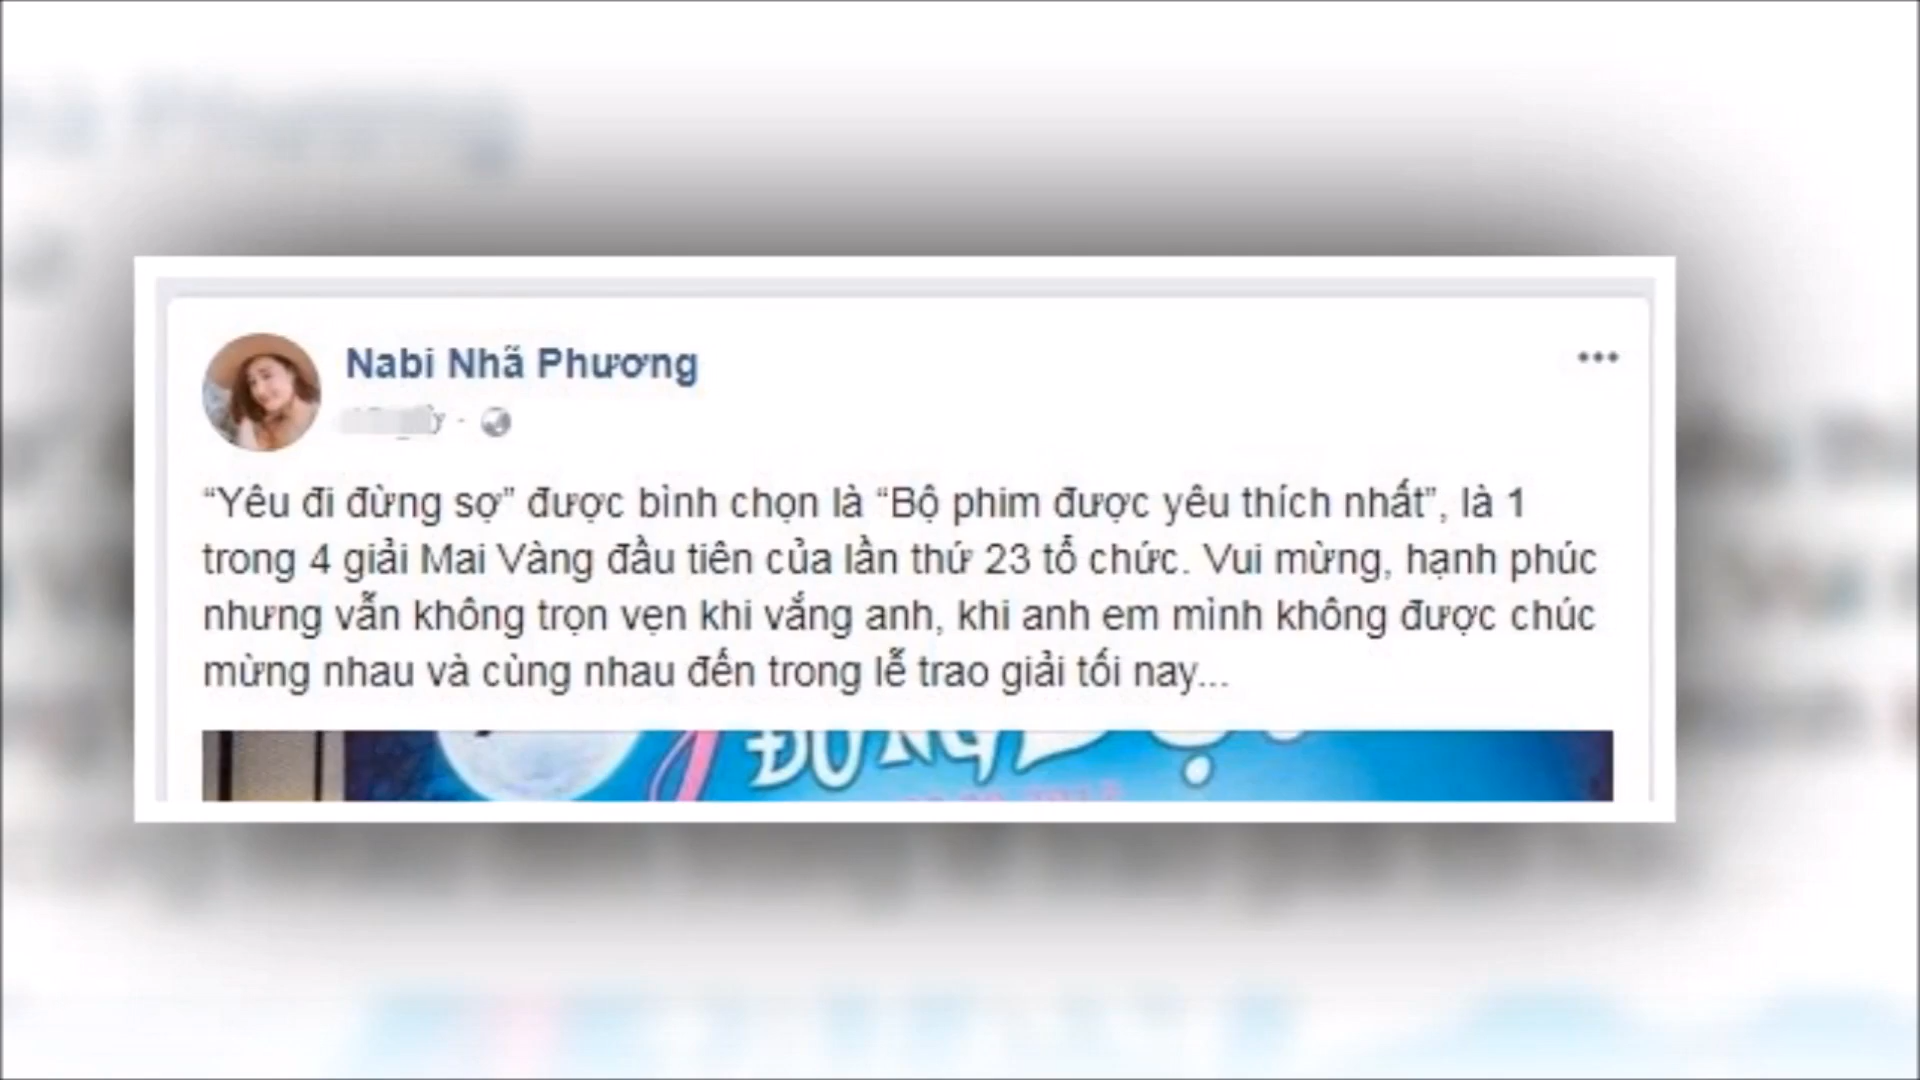 Nabi Nhã Phương
“Yêu đi đừng sợ” được bình chọn là “Bộ phim được yêu thích nhất”, là 1
trong 4 giải Mai Vàng đầu tiên của lần thứ 23 tổ chức. Vui mừng, hạnh phúc
nhưng vẫn không trọn vẹn khi vắng anh, khi anh em mình không được chúc
mừng nhau và cùng nhau đến trong lễ trao giải tối nay...